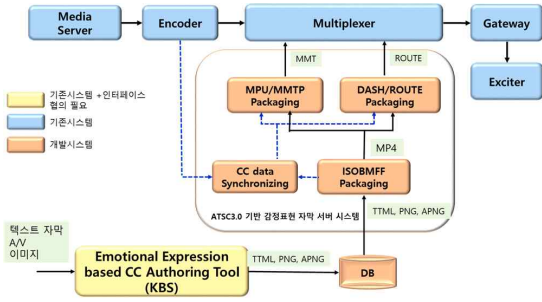 Media
Server
Encoder
Multiplexer
Gateway
MMT
ROUTE
Exciter
기존시스템 +인터페이스
협의 필요
기존시스템
개발시스템
MPU/MMTP
Packaging
DASH/ROUTE
Packaging
MP4
CC data
Synchronizing
ISOBMFF
Packaging
ATSC3.0 기반 감정표현 자막 서버 시스템
TTML, PNG, APNG
텍스트 자막
A/V
이미지
Emotional Expression
based CC Authoring Tool
(KBS)
TTML, PNG, APNG
DB